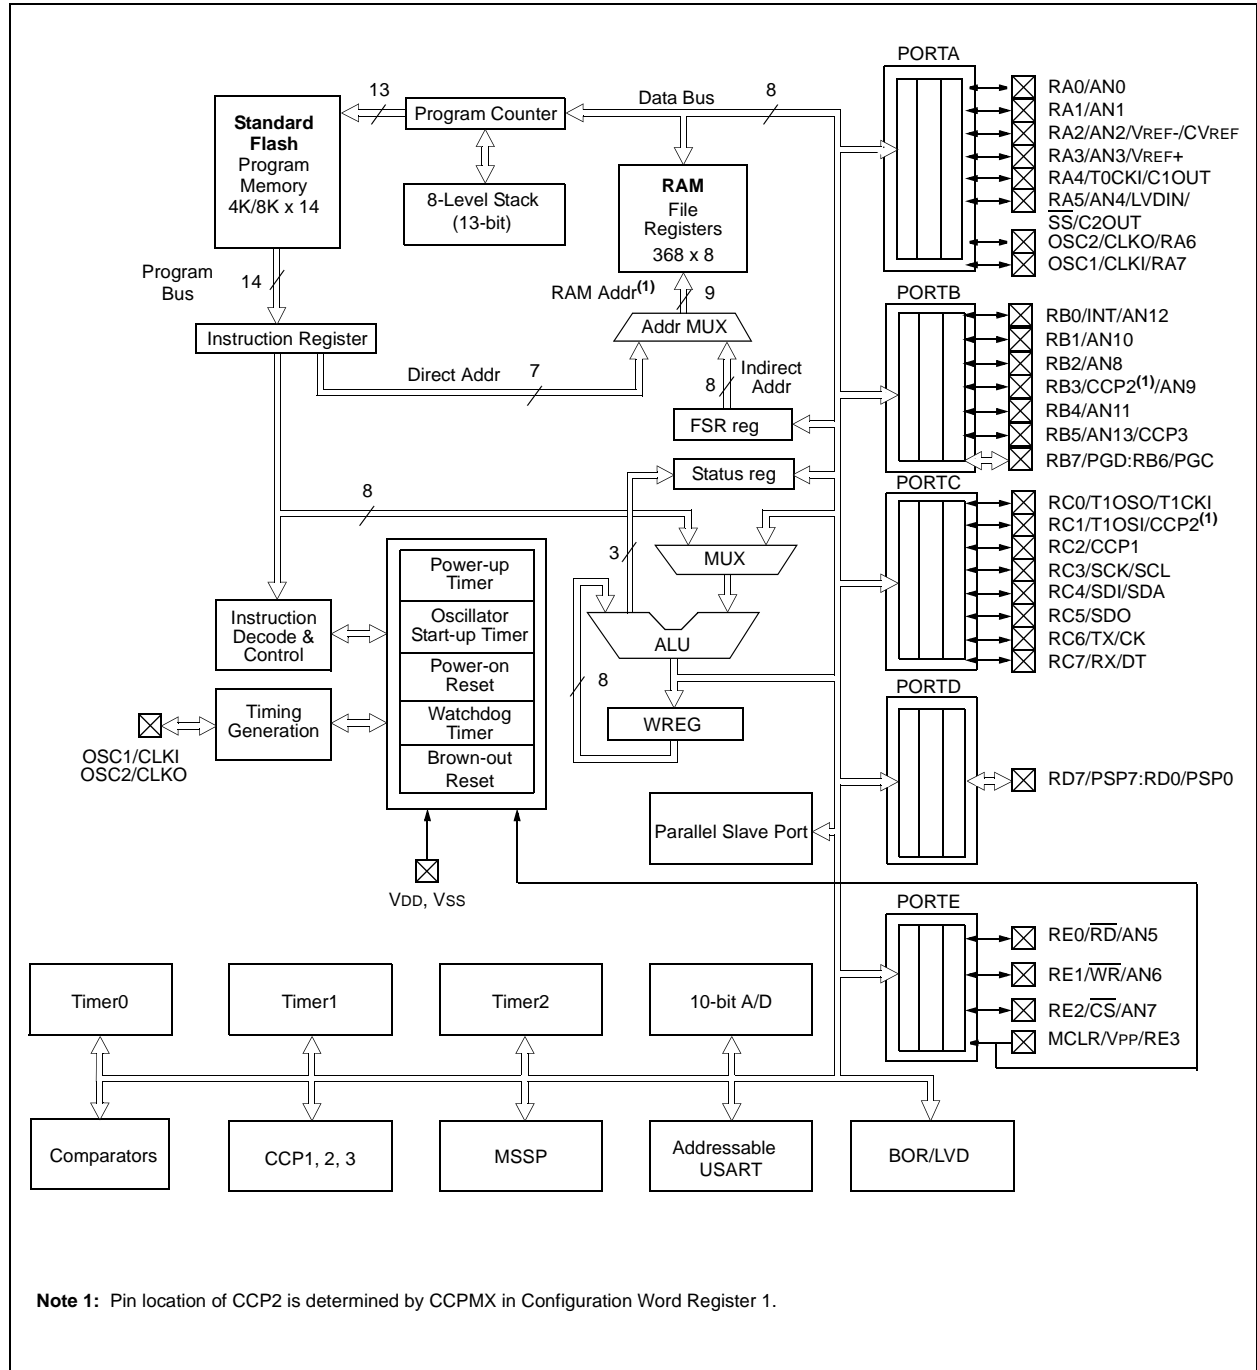 PORTA
13
Data Bus
8
Program Counter
Standard
Flash
Program
Memory
4K/8K x 14
8-Level Stack
(13-bit)
RAM
File
Registers
368 x 8
RA0/AN0
RA1/AN1
RA2/AN2/VREF-/CVREF
RA3/AN3/VREF+
RA4/T0CKI/C1OUT
RA5/AN4/LVDIN/
SS/C2OUT
OSC2/CLKO/RA6
OSC1/CLKI/RA7
Program
Bus
14
RAM Addr(1)
9
PORTB
Addr MUX
Instruction Register
Direct Addr
7
8
Indirect
Addr
FSR reg
RB0/INT/AN12
RB1/AN10
RB2/AN8
RB3/CCP2(1)/AN9
RB4/AN11
RB5/AN13/CCP3
RB7/PGD:RB6/PGC
Status reg
PORTC
8
3
MUX
RC0/T1OSO/T1CKI
RC1/T1OSI/CCP2(1)
RC2/CCP1
RC3/SCK/SCL
RC4/SDI/SDA
RC5/SDO
RC6/TX/CK
RC7/RX/DT
Power-up
Timer
Oscillator
Start-up Timer
Power-on
Reset
Watchdog
Timer
Brown-out
Reset
Instruction
Decode &
Control
ALU
8
WREG
Timing
Generation
OSC1/CLKI
OSC2/CLKO
PORTD
RD7/PSP7:RD0/PSP0
Parallel Slave Port
VDD, VSS
PORTE
RE0/RD/AN5
RE1/WR/AN6
RE2/CS/AN7
MCLR/VPP/RE3
Timer0
Timer1
Timer2
10-bit A/D
Comparators
CCP1, 2, 3
MSSP
Addressable
USART
BOR/LVD
Note 1: Pin location of CCP2 is determined by CCPMX in Configuration Word Register 1.